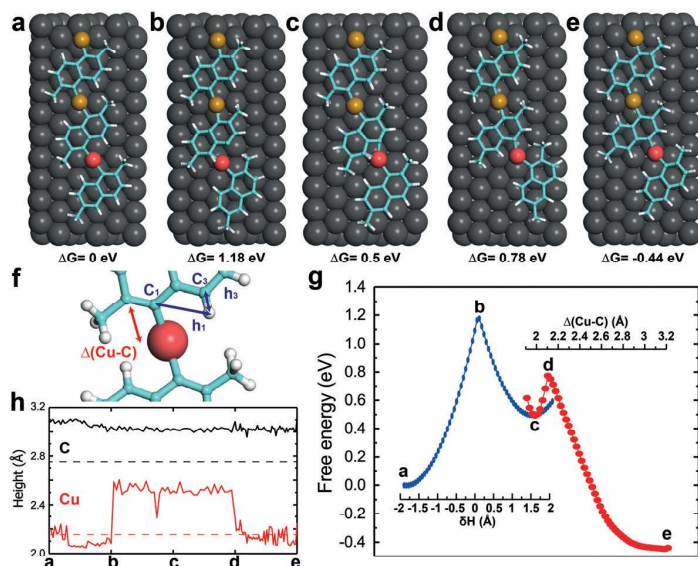 a b c d e
ΔG= 0 eV ΔG= 1.18 eV ΔG= 0.5 eV ΔG= 0.78 eV ΔG= -0.44 eV
f
C1 C3
h3
h1
Δ(Cu-C)
g
Δ(Cu-C) (Å)
2 2.2 2.4 2.6 2.8 3 3.2
Free energy (eV)
1.2
1.0
0.8
0.6
0.4
0.2
0.0
-0.2
-0.4
a
b
c
d
e
-2 -1.5 -1 -0.5 0 0.5 1 1.5 2
δH (Å)
h
Height (Å)
3.2
2.8
2.4
2.0
C
Cu
a b c d e